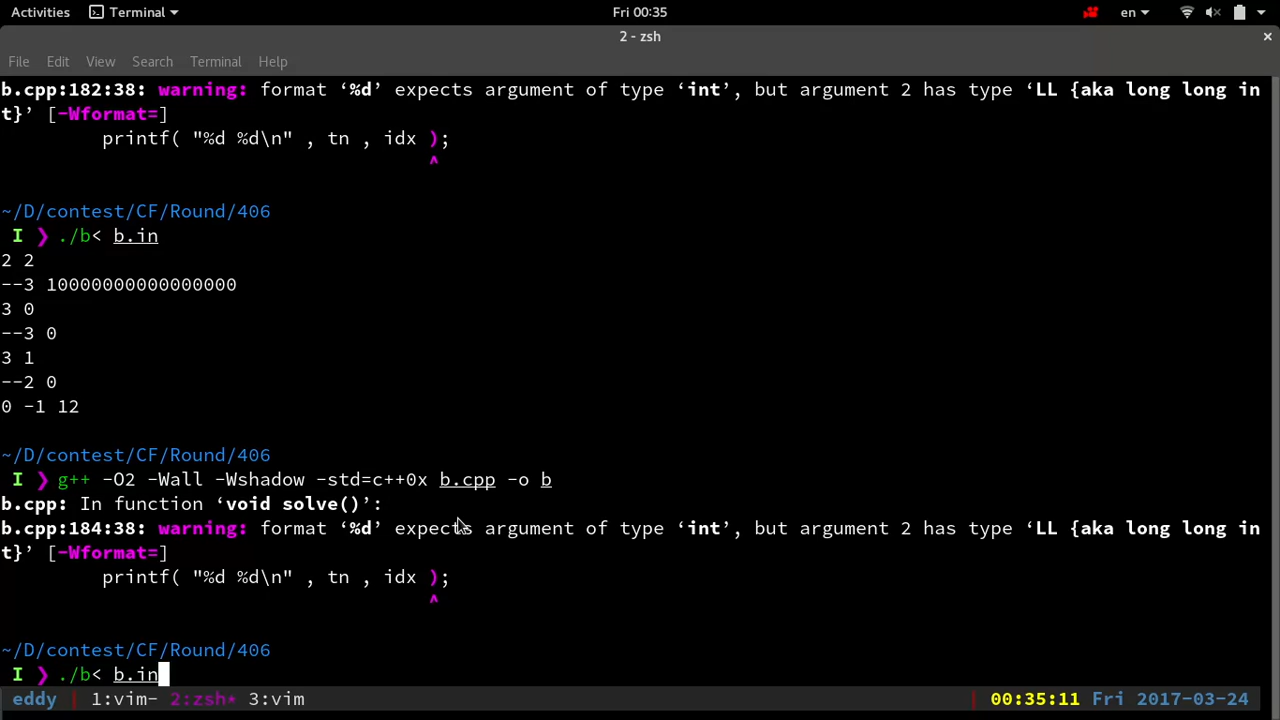 Activities Terminal Fri 00:35 en
2 - zsh
File Edit View Search Terminal Help
b.cpp:182:38: warning: format ‘%d’ expects argument of type ‘int’, but argument 2 has type ‘LL {aka long long in
t}’ [-Wformat=]
printf( "%d %d\n" , tn , idx );
^
~/D/contest/CF/Round/406
I ❯ ./b< b.in
2 2
--3 10000000000000000
3 0
--3 0
3 1
--2 0
0 -1 12
~/D/contest/CF/Round/406
I ❯ g++ -O2 -Wall -Wshadow -std=c++0x b.cpp -o b
b.cpp: In function ‘void solve()’:
b.cpp:184:38: warning: format ‘%d’ expects argument of type ‘int’, but argument 2 has type ‘LL {aka long long in
t}’ [-Wformat=]
printf( "%d %d\n" , tn , idx );
^
~/D/contest/CF/Round/406
I ❯ ./b< b.in
eddy 1:vim- 2:zsh* 3:vim 00:35:11 Fri 2017-03-24